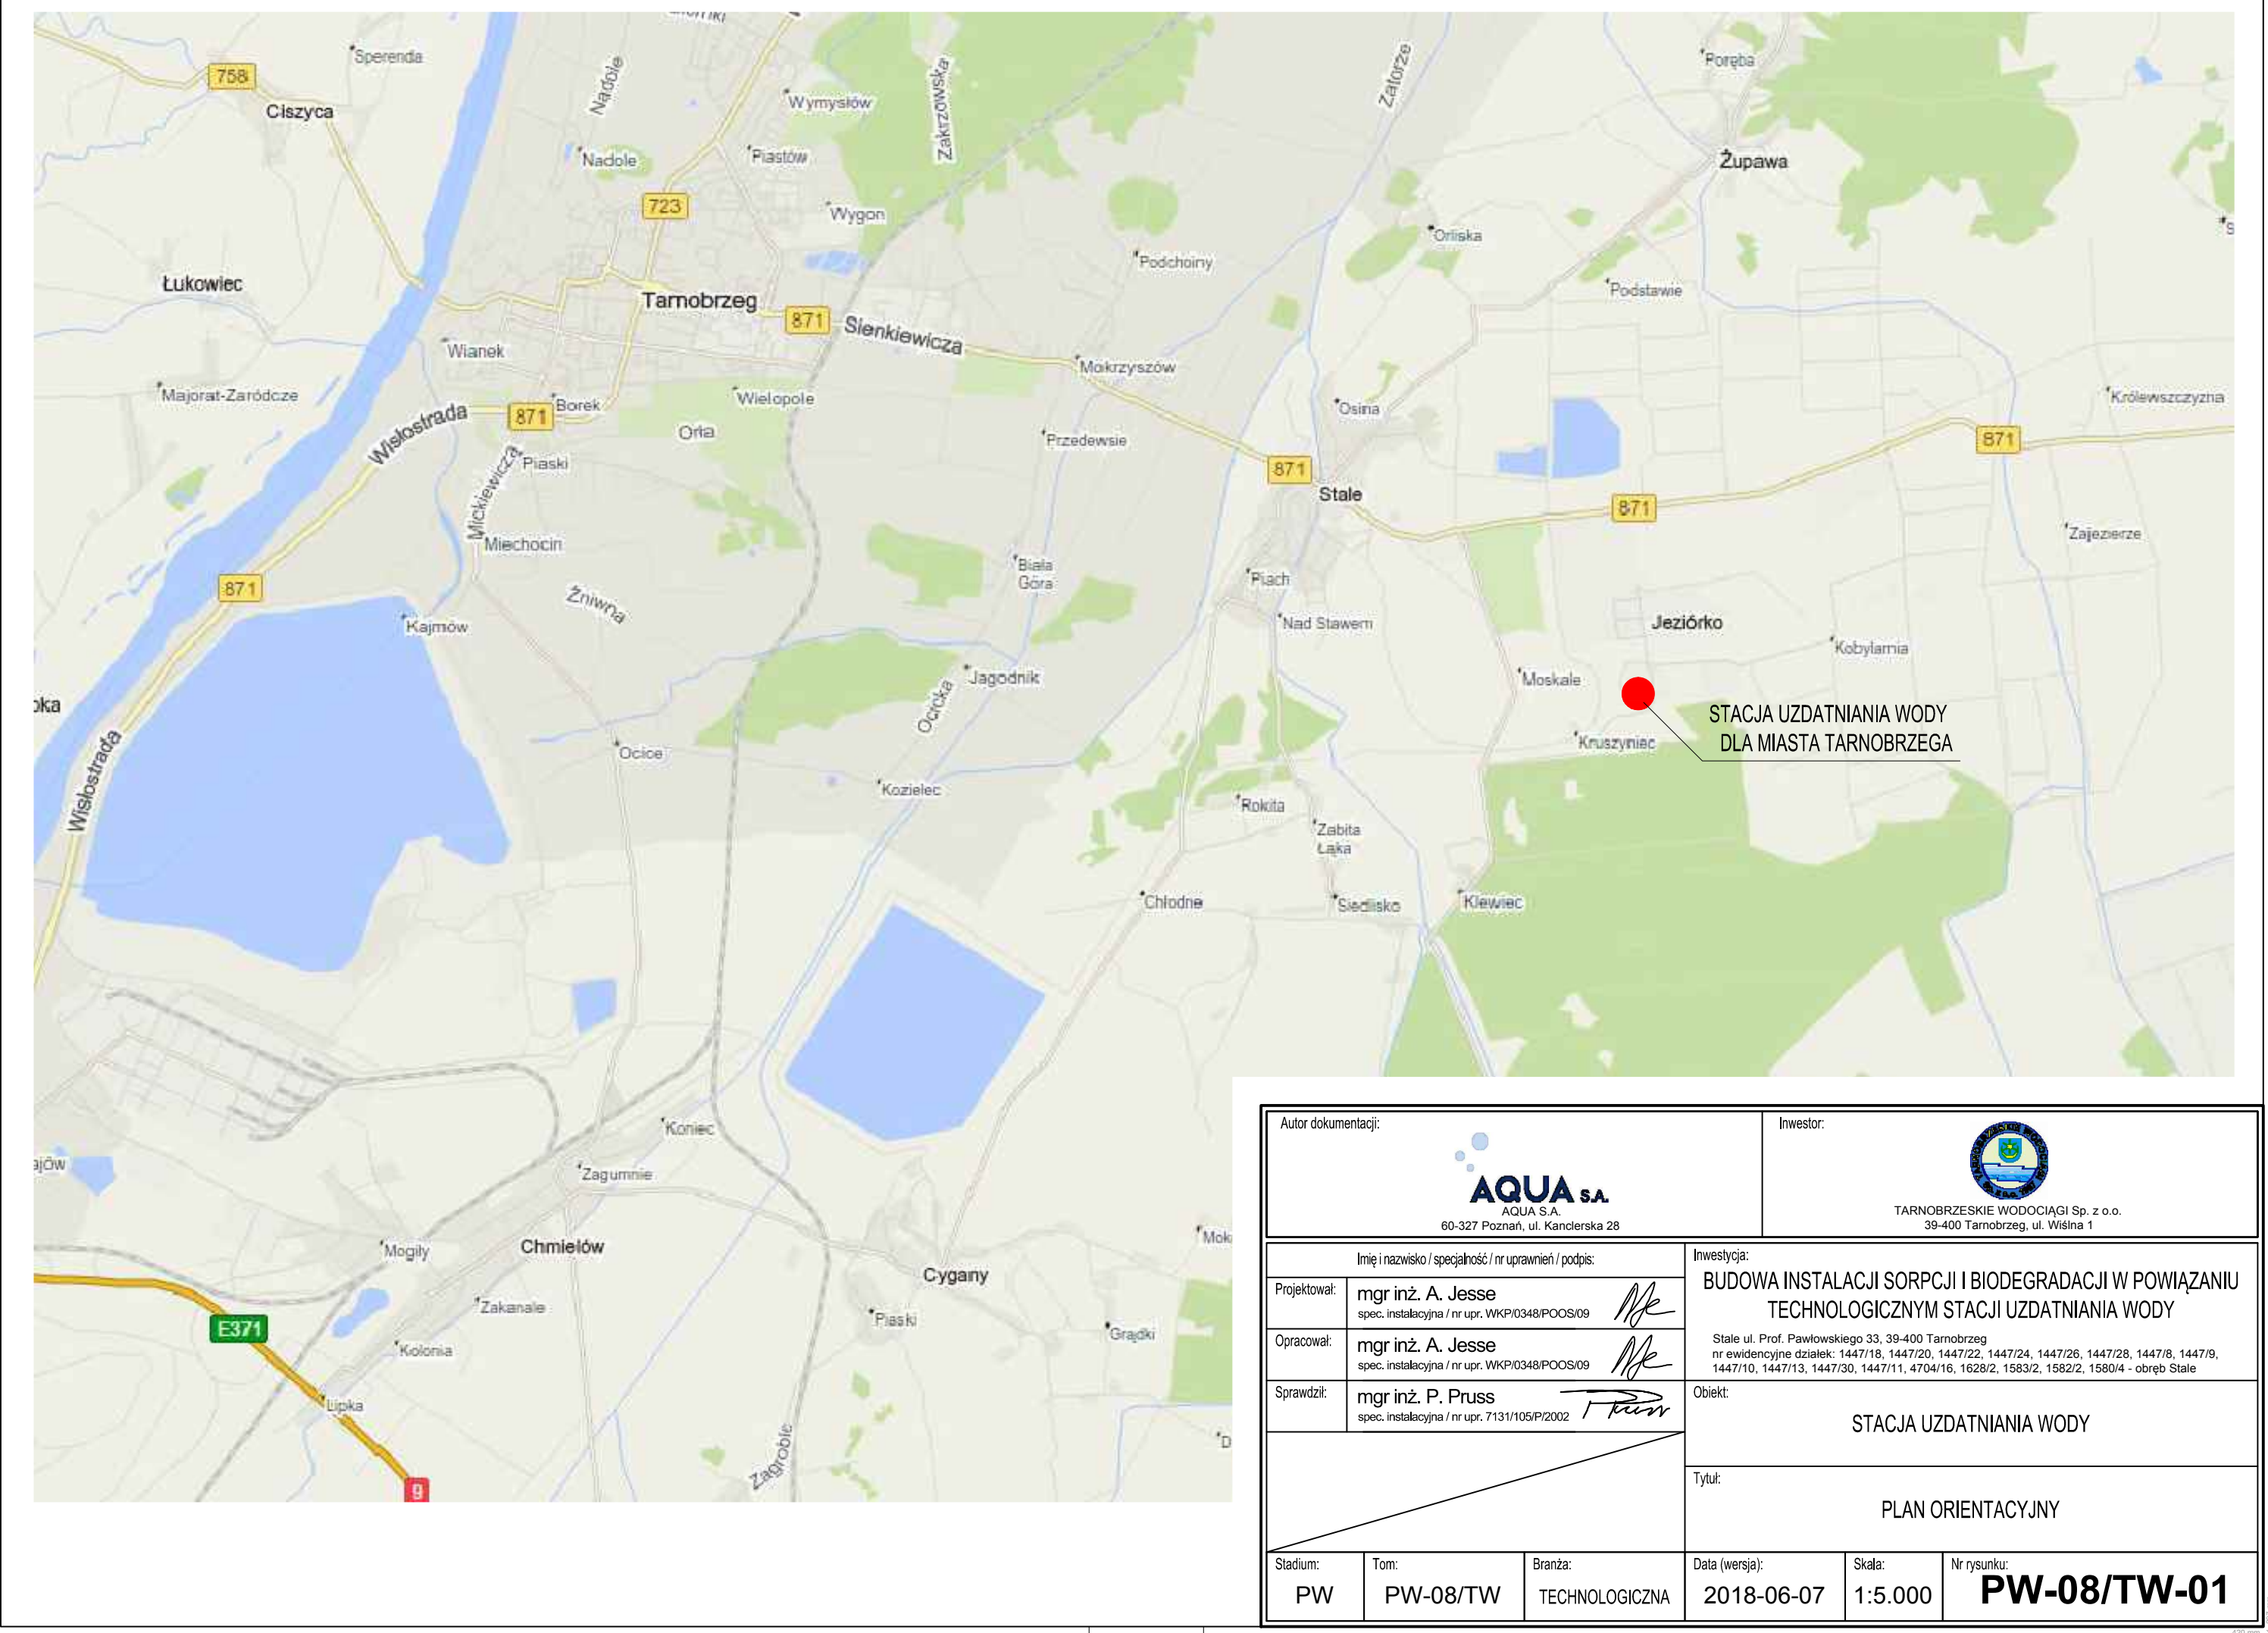 Sperenda
758
Ciszyca
Nadole
Wymysłów
Zakrzowska
Zatorze
Poręba
Nadole
Piastów
Żupawa
723
Wygon
Orliska
Podchoiny
Łukowiec
Podstawie
Tarnobrzeg
871
Sienkiewicza
Wianek
Mokrzyszów
Majorat-Zaródcze
Wielopole
Królewszczyzna
Borek
871
Osina
Wisłostrada
Orla
Przedewsie
871
Piaski
871
Mickiewicza
Stale
871
Miechocin
Zajezierze
Biała
Góra
Piach
871
Żniwna
Kajmów
Nad Stawem
Jeziórko
Kobylarnia
Jagodnik
Moskale
oka
Ocicka
STACJA UZDATNIANIA WODY
DLA MIASTA TARNOBRZEGA
Ocice
Kruszyniec
Wisłostrada
Kozielec
Rokita
Zabita
Łąka
Chłodne
Siedlisko
Klewiec
Koniec
ajów
Zagumnie
Mogiły
Chmielów
Mok
Cygany
Zakanale
E371
Piaski
Grądki
Kolonia
Lipka
D
Zagrobie
9
Autor dokumentacji:
AQUA S.A.
AQUA S.A.
60-327 Poznań, ul. Kanclerska 28
Inwestor:
TARNOBRZESKIE WODOCIĄGI Sp. z o.o.
39-400 Tarnobrzeg, ul. Wiślna 1
Imię i nazwisko / specjalność / nr uprawnień / podpis:
Projektował:
mgr inż. A. Jesse
spec. instalacyjna / nr upr. WKP/0348/POOS/09
Opracował:
mgr inż. A. Jesse
spec. instalacyjna / nr upr. WKP/0348/POOS/09
Sprawdził:
mgr inż. P. Pruss
spec. instalacyjna / nr upr. 7131/105/P/2002
Inwestycja:
BUDOWA INSTALACJI SORPCJI I BIODEGRADACJI W POWIĄZANIU
TECHNOLOGICZNYM STACJI UZDATNIANIA WODY
Stale ul. Prof. Pawłowskiego 33, 39-400 Tarnobrzeg
nr ewidencyjne działek: 1447/18, 1447/20, 1447/22, 1447/24, 1447/26, 1447/28, 1447/8, 1447/9,
1447/10, 1447/13, 1447/30, 1447/11, 4704/16, 1628/2, 1583/2, 1582/2, 1580/4 - obręb Stale
Obiekt:
STACJA UZDATNIANIA WODY
Tytuł:
PLAN ORIENTACYJNY
Stadium:
PW
Tom:
PW-08/TW
Branża:
TECHNOLOGICZNA
Data (wersja):
2018-06-07
Skala:
1:5.000
Nr rysunku:
PW-08/TW-01